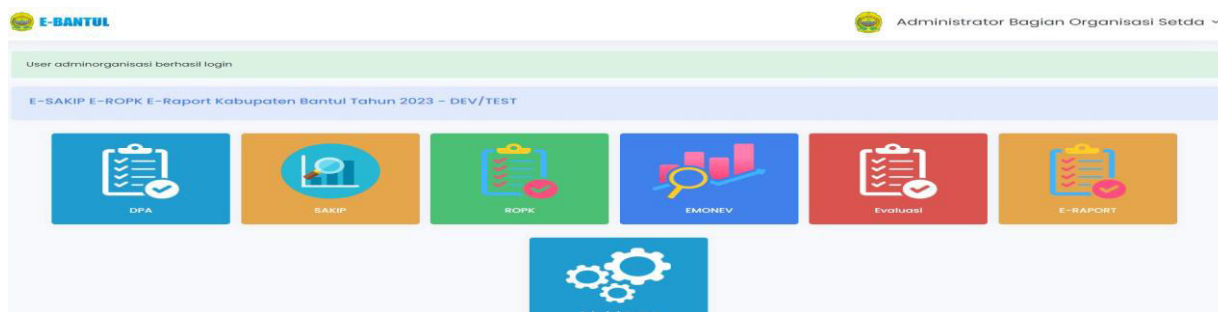 E-BANTUL
Administrator Bagian Organisasi Setda
User adminorganisasi berhasil login
E-SAKIP E-ROPK E-Raport Kabupaten Bantul Tahun 2023 - DEV/TEST
DPA
SAKIP
ROPK
EMONEV
Evaluasi
E-RAPORT